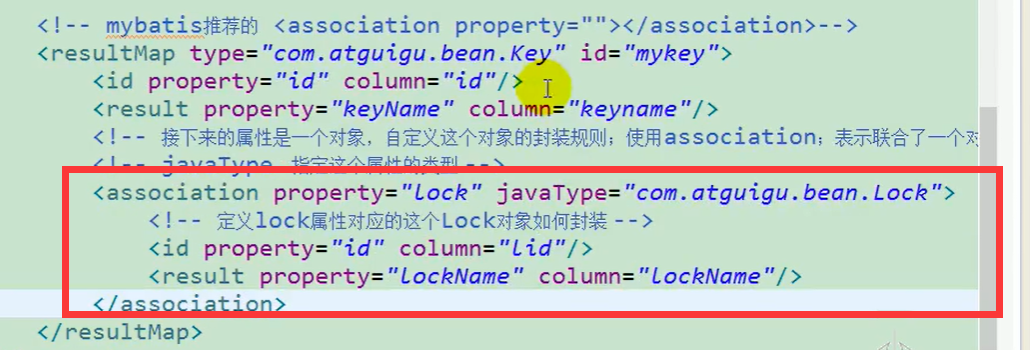 <!-- mybatis推荐的 <association property=""></association>-->
<resultMap type="com.atguigu.bean.Key" id="mykey">
<id property="id" column="id"/>
<result property="keyName" column="keyname"/>
<!-- 接下来的属性是一个对象，自定义这个对象的封装规则；使用association；表示联合了一个对
<!-- javaType 指定这个属性的类型 -->
<association property="lock" javaType="com.atguigu.bean.Lock">
<!-- 定义lock属性对应的这个Lock对象如何封装 -->
<id property="id" column="lid"/>
<result property="lockName" column="lockName"/>
</association>
</resultMap>